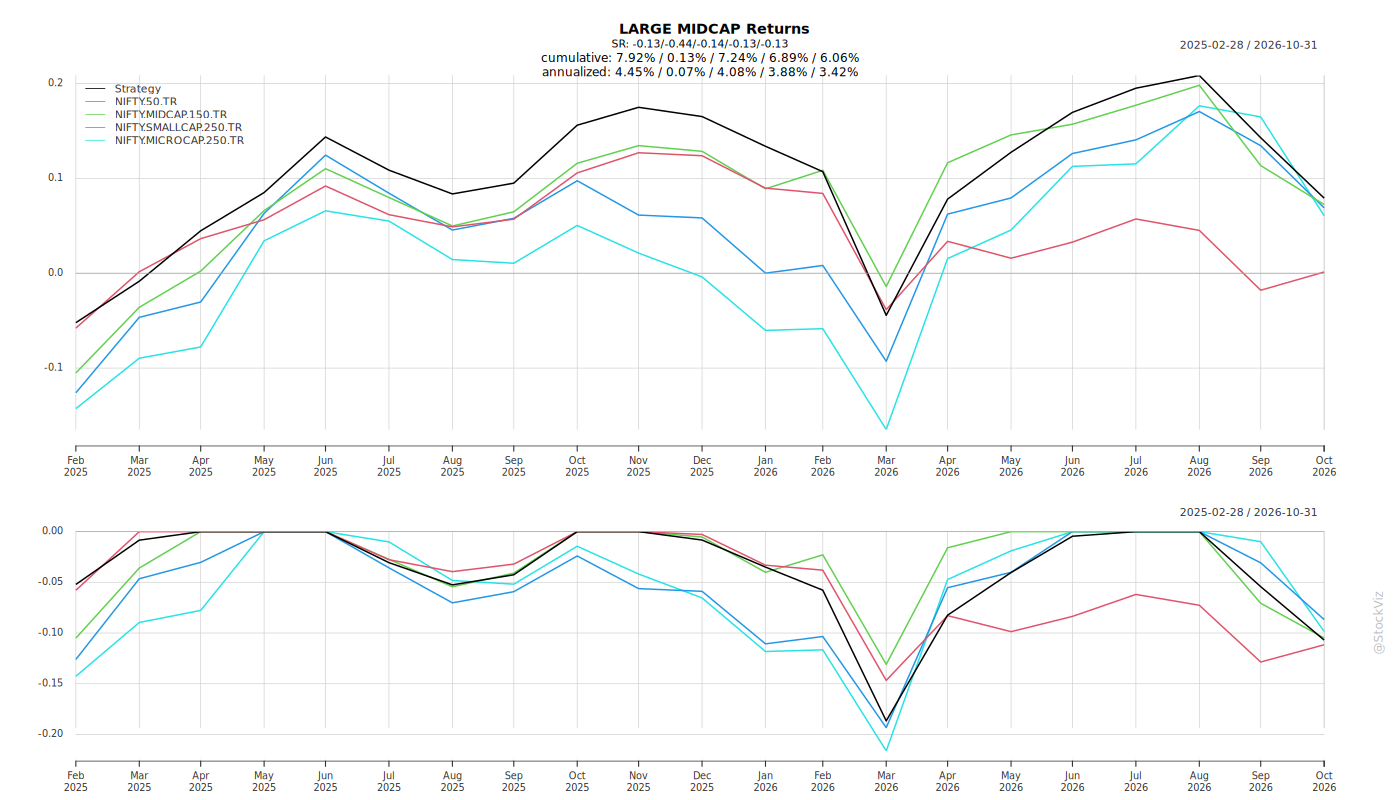 LARGE MIDCAP Returns
SR: -0.13/-0.44/-0.14/-0.13/-0.13
cumulative: 7.92% / 0.13% / 7.24% / 6.89% / 6.06%
annualized: 4.45% / 0.07% / 4.08% / 3.88% / 3.42%
2025-02-28 / 2026-10-31
Strategy
NIFTY.50.TR
NIFTY.MIDCAP.150.TR
NIFTY.SMALLCAP.250.TR
NIFTY.MICROCAP.250.TR
0.2
0.1
0.0
-0.1
Feb Mar Apr May Jun Jul Aug Sep Oct Nov Dec Jan Feb Mar Apr May Jun Jul Aug Sep Oct
2025 2025 2025 2025 2025 2025 2025 2025 2025 2025 2025 2026 2026 2026 2026 2026 2026 2026 2026 2026 2026
2025-02-28 / 2026-10-31
0.00
-0.05
-0.10
-0.15
-0.20
Feb Mar Apr May Jun Jul Aug Sep Oct Nov Dec Jan Feb Mar Apr May Jun Jul Aug Sep Oct
2025 2025 2025 2025 2025 2025 2025 2025 2025 2025 2025 2026 2026 2026 2026 2026 2026 2026 2026 2026 2026
@StockViz